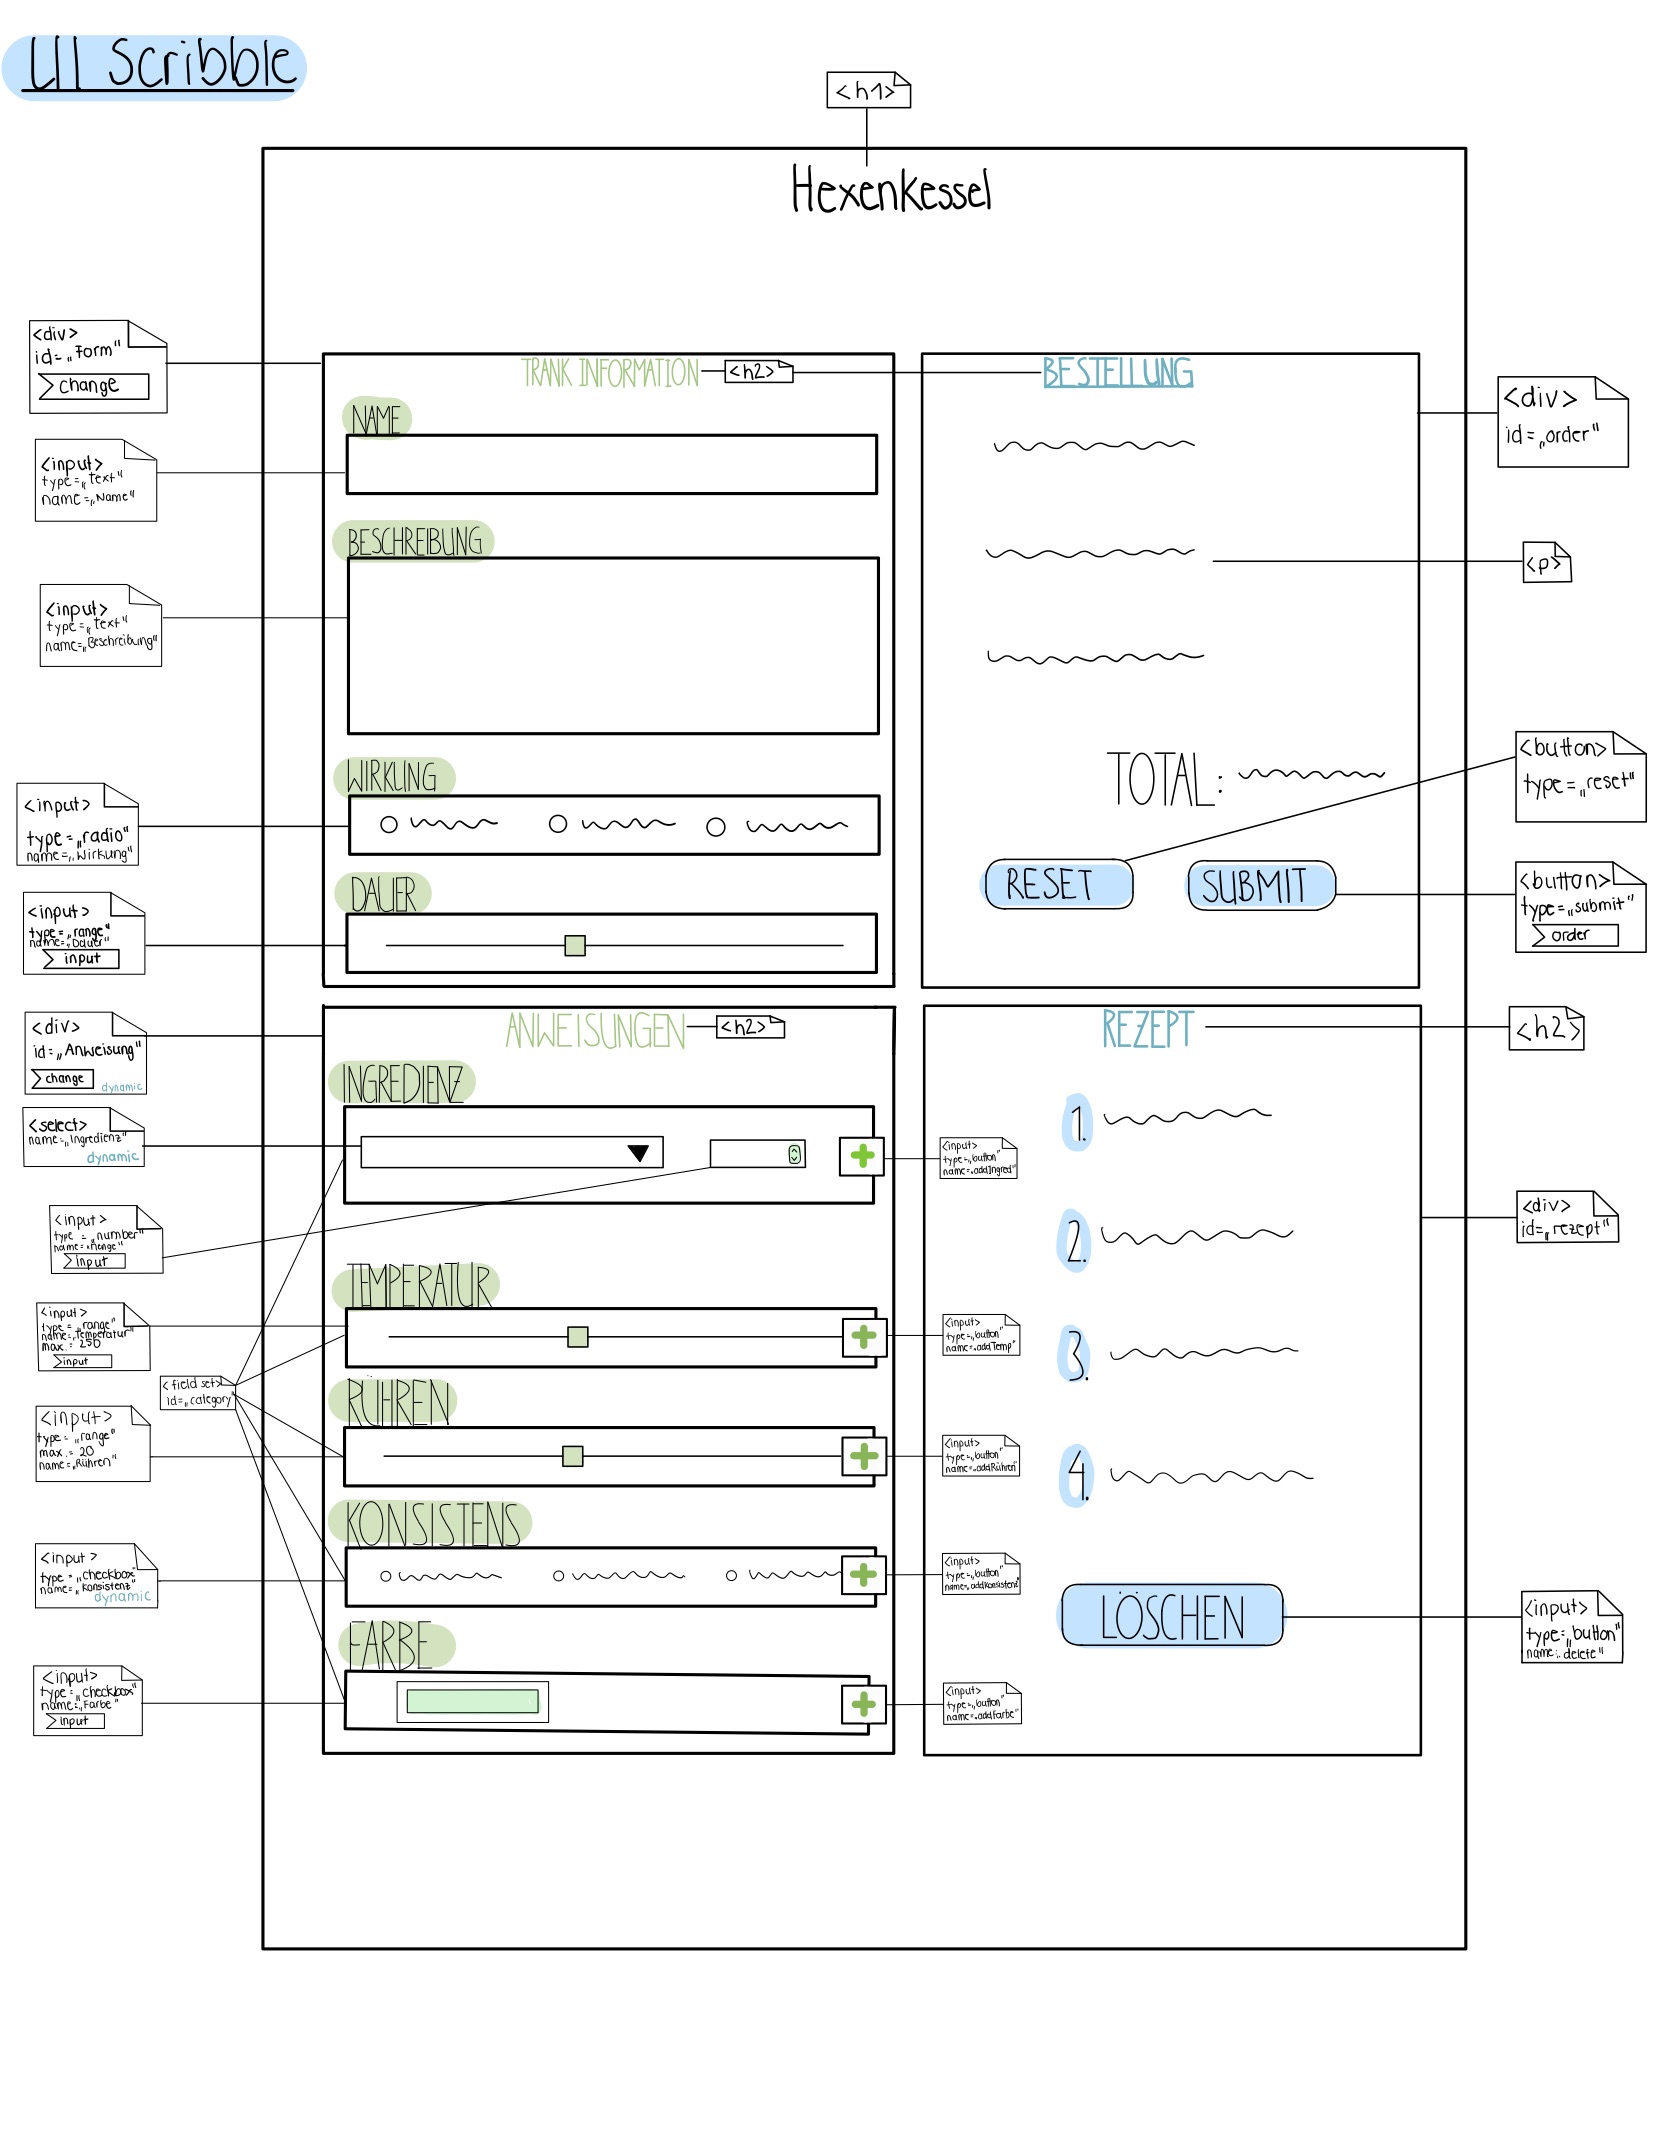 UI Scribble
<h1>
Hexenkessel
<div>
id="Form"
change
TRANK INFORMATION
<h2>
BESTELLUNG
<div>
id="order"
NAME
<input>
type="text"
name="Name"
BESCHREIBUNG
<input>
type="text"
name="Beschreibung"
<p>
WIRKUNG
<input>
type="radio"
name="Wirkung"
TOTAL:
<button>
type="reset"
DAUER
<input>
type="range"
name="Dauer"
input
RESET
SUBMIT
<button>
type="submit"
order
<div>
id="Anweisung"
change
dynamic
ANWEISUNGEN
<h2>
REZEPT
<h2>
INGREDIENZ
<select>
name="Ingredienz"
dynamic
<input>
type="button"
name="addIngred"
1.
<input>
type="number"
name="Menge"
input
2.
<div>
id="rezept"
TEMPERATUR
<input>
type="range"
name="Temperatur"
max.=250
input
<input>
type="button"
name="addTemp"
3.
<field set>
id="category"
RÜHREN
<input>
type="range"
max.=20
name="Rühren"
<input>
type="button"
name="addRühren"
4.
KONSISTENS
<input>
type="checkbox"
name="Konsistenz"
dynamic
<input>
type="button"
name="addKonsistenz"
LÖSCHEN
<input>
type="button"
name: delete"
FARBE
<input>
type="checkbox"
name="Farbe"
input
<input>
type="button"
name="addFarbe"